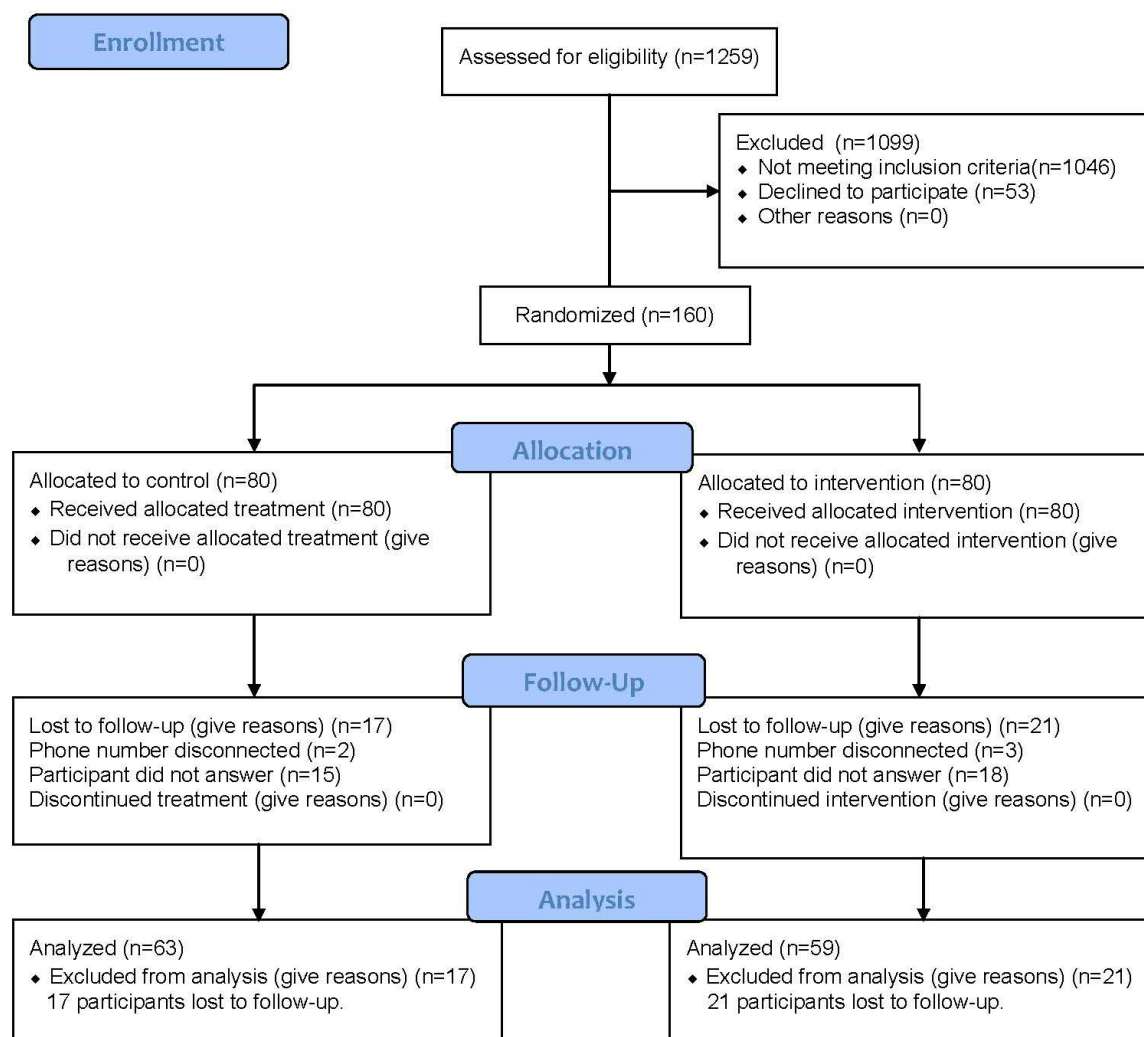 Enrollment
Assessed for eligibility (n=1259)
Excluded (n=1099)
◆ Not meeting inclusion criteria(n=1046)
◆ Declined to participate (n=53)
◆ Other reasons (n=0)
Randomized (n=160)
Allocation
Allocated to control (n=80)
◆ Received allocated treatment (n=80)
◆ Did not receive allocated treatment (give
reasons) (n=0)
Allocated to intervention (n=80)
◆ Received allocated intervention (n=80)
◆ Did not receive allocated intervention (give
reasons) (n=0)
Follow-Up
Lost to follow-up (give reasons) (n=17)
Phone number disconnected (n=2)
Participant did not answer (n=15)
Discontinued treatment (give reasons) (n=0)
Lost to follow-up (give reasons) (n=21)
Phone number disconnected (n=3)
Participant did not answer (n=18)
Discontinued intervention (give reasons) (n=0)
Analysis
Analyzed (n=63)
◆ Excluded from analysis (give reasons) (n=17)
17 participants lost to follow-up.
Analyzed (n=59)
◆ Excluded from analysis (give reasons) (n=21)
21 participants lost to follow-up.